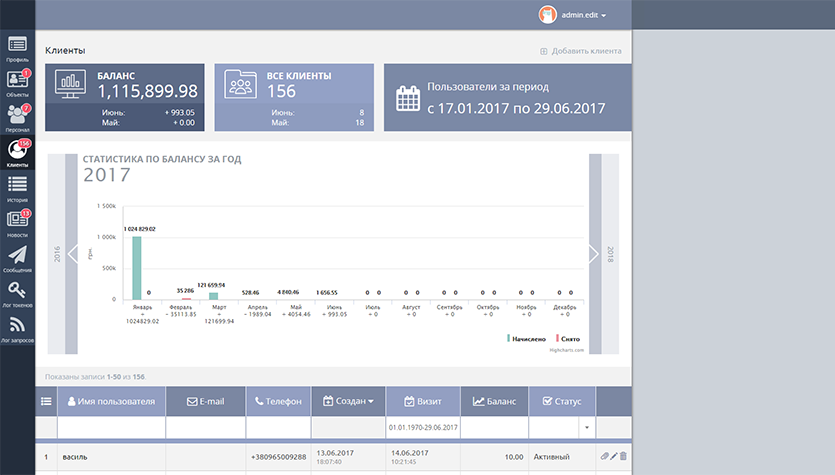 admin.edit
Клиенты
Добавить клиента
Профиль
Объекты
1
Персонал
7
Клиенты
156
История
Новости
13
Сообщения
Лог токенов
Лог запросов
БАЛАНС
1,115,899.98
Июнь: + 993.05
Май: + 0.00
ВСЕ КЛИЕНТЫ
156
Июнь: 8
Май: 18
Пользователи за период
с 17.01.2017 по 29.06.2017
СТАТИСТИКА ПО БАЛАНСУ ЗА ГОД
2017
2016
2018
грн.
1 500k
1 000k
500k
0
1 024 829.02 0
35 286
121 659.94
528.46
4 840.46
1 656.55
0 0 0 0 0 0 0 0 0 0 0 0
Январь Февраль Март Апрель Май Июнь Июль Август Сентябрь Октябрь Ноябрь Декабрь
+ 1024829.02 − 35113.85 + 121699.94 − 1989.04 + 4054.46 + 993.05 + 0 + 0 + 0 + 0 + 0 + 0
Начислено Снято
Highcharts.com
Показаны записи 1-50 из 156.
Имя пользователя E-mail Телефон Создан Визит Баланс Статус
01.01.1970-29.06.2017
1 василь +380965009288 13.06.2017 14.06.2017 10.00 Активный
18:07:40 10:21:45